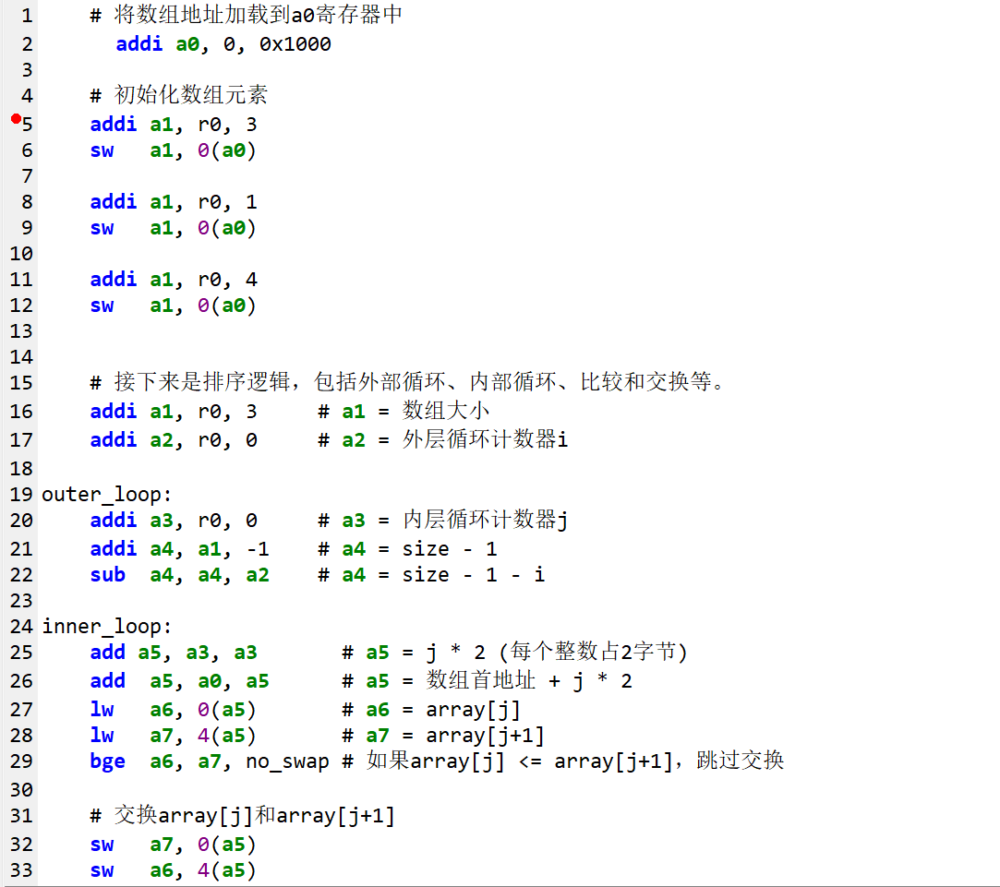 1 # 将数组地址加载到a0寄存器中
2 addi a0, 0, 0x1000
3
4 # 初始化数组元素
5 addi a1, r0, 3
6 sw a1, 0(a0)
7
8 addi a1, r0, 1
9 sw a1, 0(a0)
10
11 addi a1, r0, 4
12 sw a1, 0(a0)
13
14
15 # 接下来是排序逻辑，包括外部循环、内部循环、比较和交换等。
16 addi a1, r0, 3 # a1 = 数组大小
17 addi a2, r0, 0 # a2 = 外层循环计数器i
18
19 outer_loop:
20 addi a3, r0, 0 # a3 = 内层循环计数器j
21 addi a4, a1, -1 # a4 = size - 1
22 sub a4, a4, a2 # a4 = size - 1 - i
23
24 inner_loop:
25 add a5, a3, a3 # a5 = j * 2 (每个整数占2字节)
26 add a5, a0, a5 # a5 = 数组首地址 + j * 2
27 lw a6, 0(a5) # a6 = array[j]
28 lw a7, 4(a5) # a7 = array[j+1]
29 bge a6, a7, no_swap # 如果array[j] <= array[j+1]，跳过交换
30
31 # 交换array[j]和array[j+1]
32 sw a7, 0(a5)
33 sw a6, 4(a5)